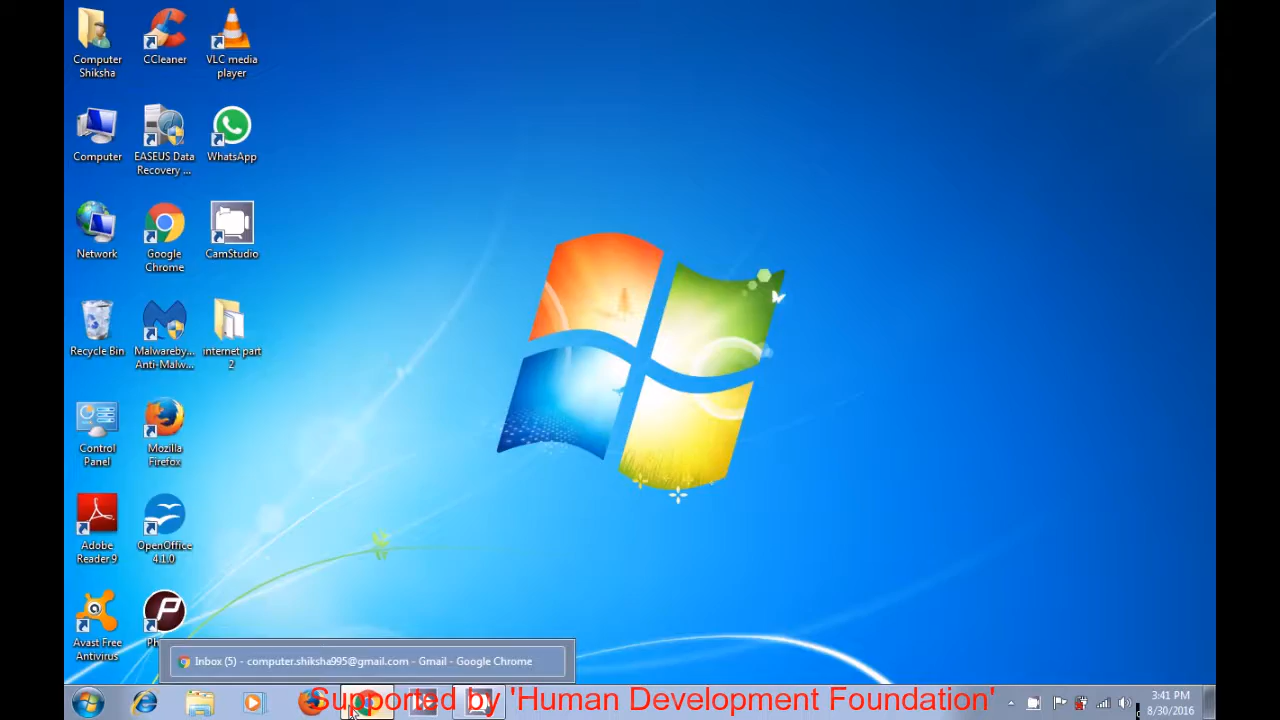 Computer
Shiksha
CCleaner
VLC media
player
Computer
EASEUS Data
Recovery ...
WhatsApp
Network
Google
Chrome
CamStudio
Recycle Bin
Malwareby...
Anti-Malw...
internet part
2
Control
Panel
Mozilla
Firefox
Adobe
Reader 9
OpenOffice
4.1.0
Avast Free
Antivirus
Inbox (5) - computer.shiksha995@gmail.com - Gmail - Google Chrome
Supported by 'Human Development Foundation'
3:41 PM
8/30/2016